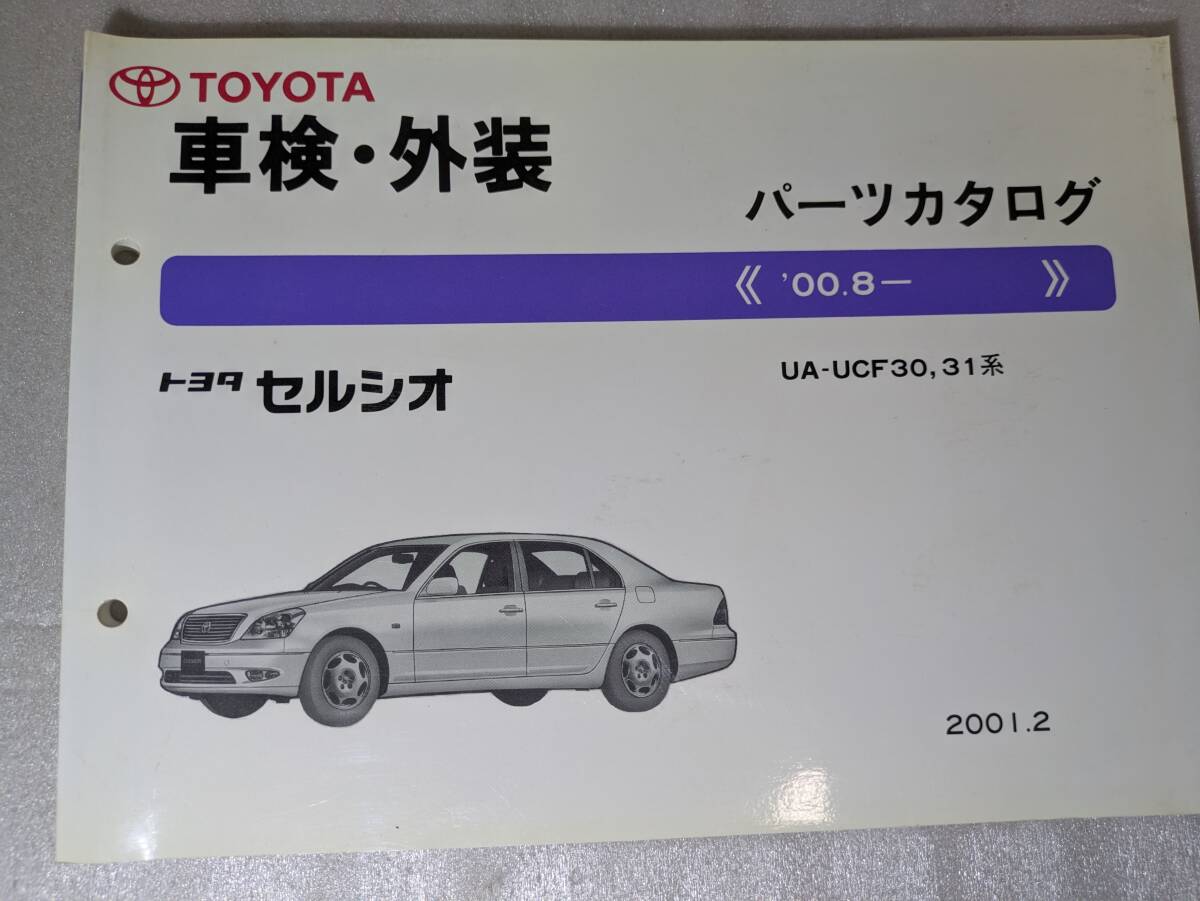 TOYOTA
車検・外装
パーツカタログ
《 '00.8— 》
トヨタ セルシオ
UA-UCF30, 31系
2001.2